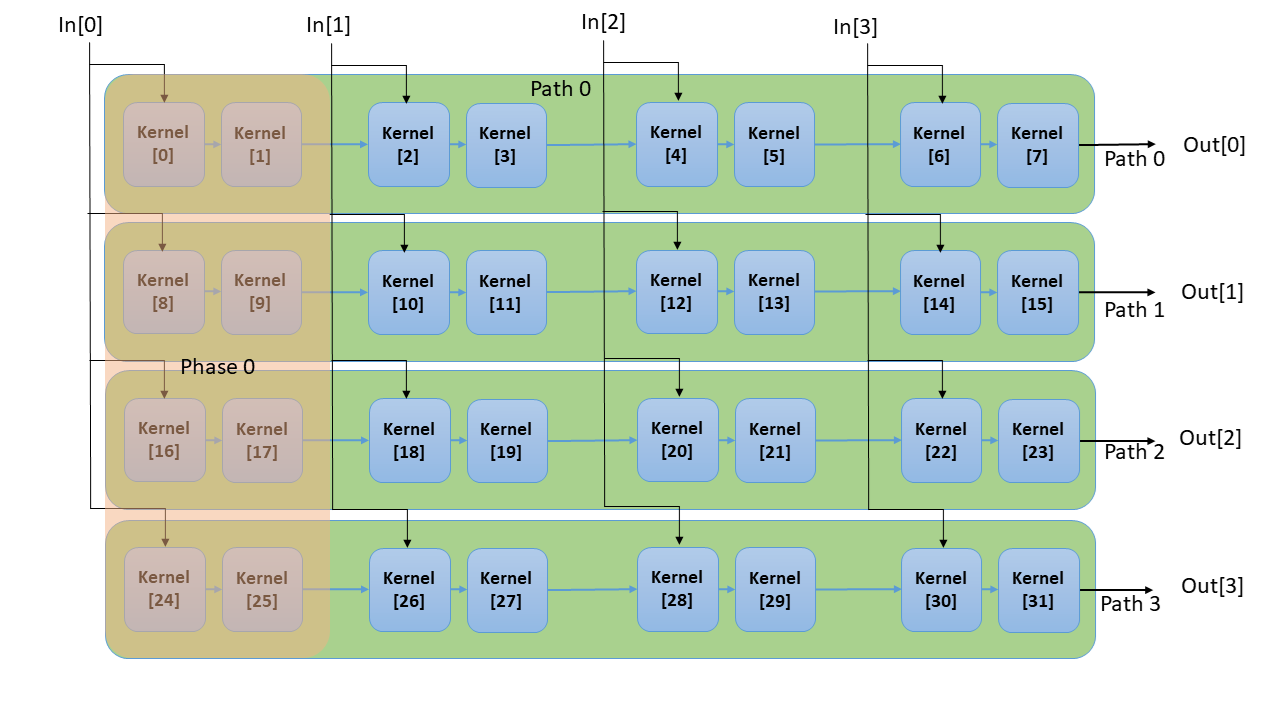 In[0]
In[1]
In[2]
In[3]
Path 0
Kernel
[0]
Kernel
[1]
Kernel
[2]
Kernel
[3]
Kernel
[4]
Kernel
[5]
Kernel
[6]
Kernel
[7]
Path 0
Out[0]
Kernel
[8]
Kernel
[9]
Kernel
[10]
Kernel
[11]
Kernel
[12]
Kernel
[13]
Kernel
[14]
Kernel
[15]
Path 1
Out[1]
Phase 0
Kernel
[16]
Kernel
[17]
Kernel
[18]
Kernel
[19]
Kernel
[20]
Kernel
[21]
Kernel
[22]
Kernel
[23]
Path 2
Out[2]
Kernel
[24]
Kernel
[25]
Kernel
[26]
Kernel
[27]
Kernel
[28]
Kernel
[29]
Kernel
[30]
Kernel
[31]
Path 3
Out[3]